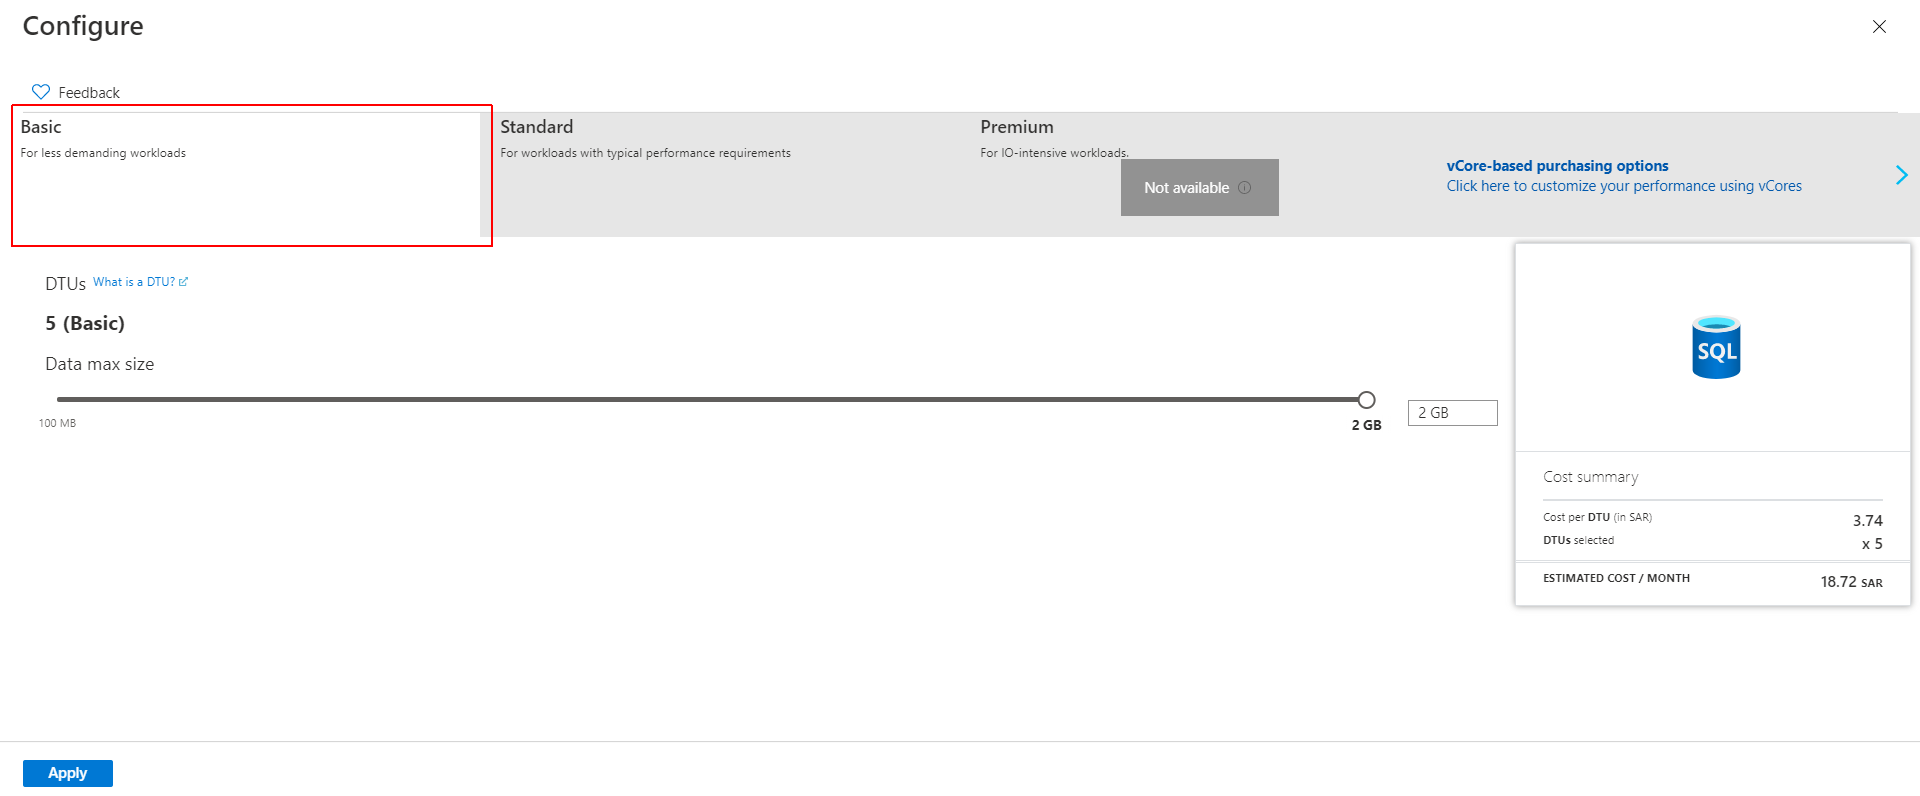 Configure
Feedback
Basic
For less demanding workloads
Standard
For workloads with typical performance requirements
Premium
For IO-intensive workloads.
Not available
vCore-based purchasing options
Click here to customize your performance using vCores
DTUs What is a DTU?
5 (Basic)
Data max size
100 MB
2 GB
2 GB
SQL
Cost summary
Cost per DTU (in SAR) 3.74
DTUs selected x 5
ESTIMATED COST / MONTH 18.72 SAR
Apply